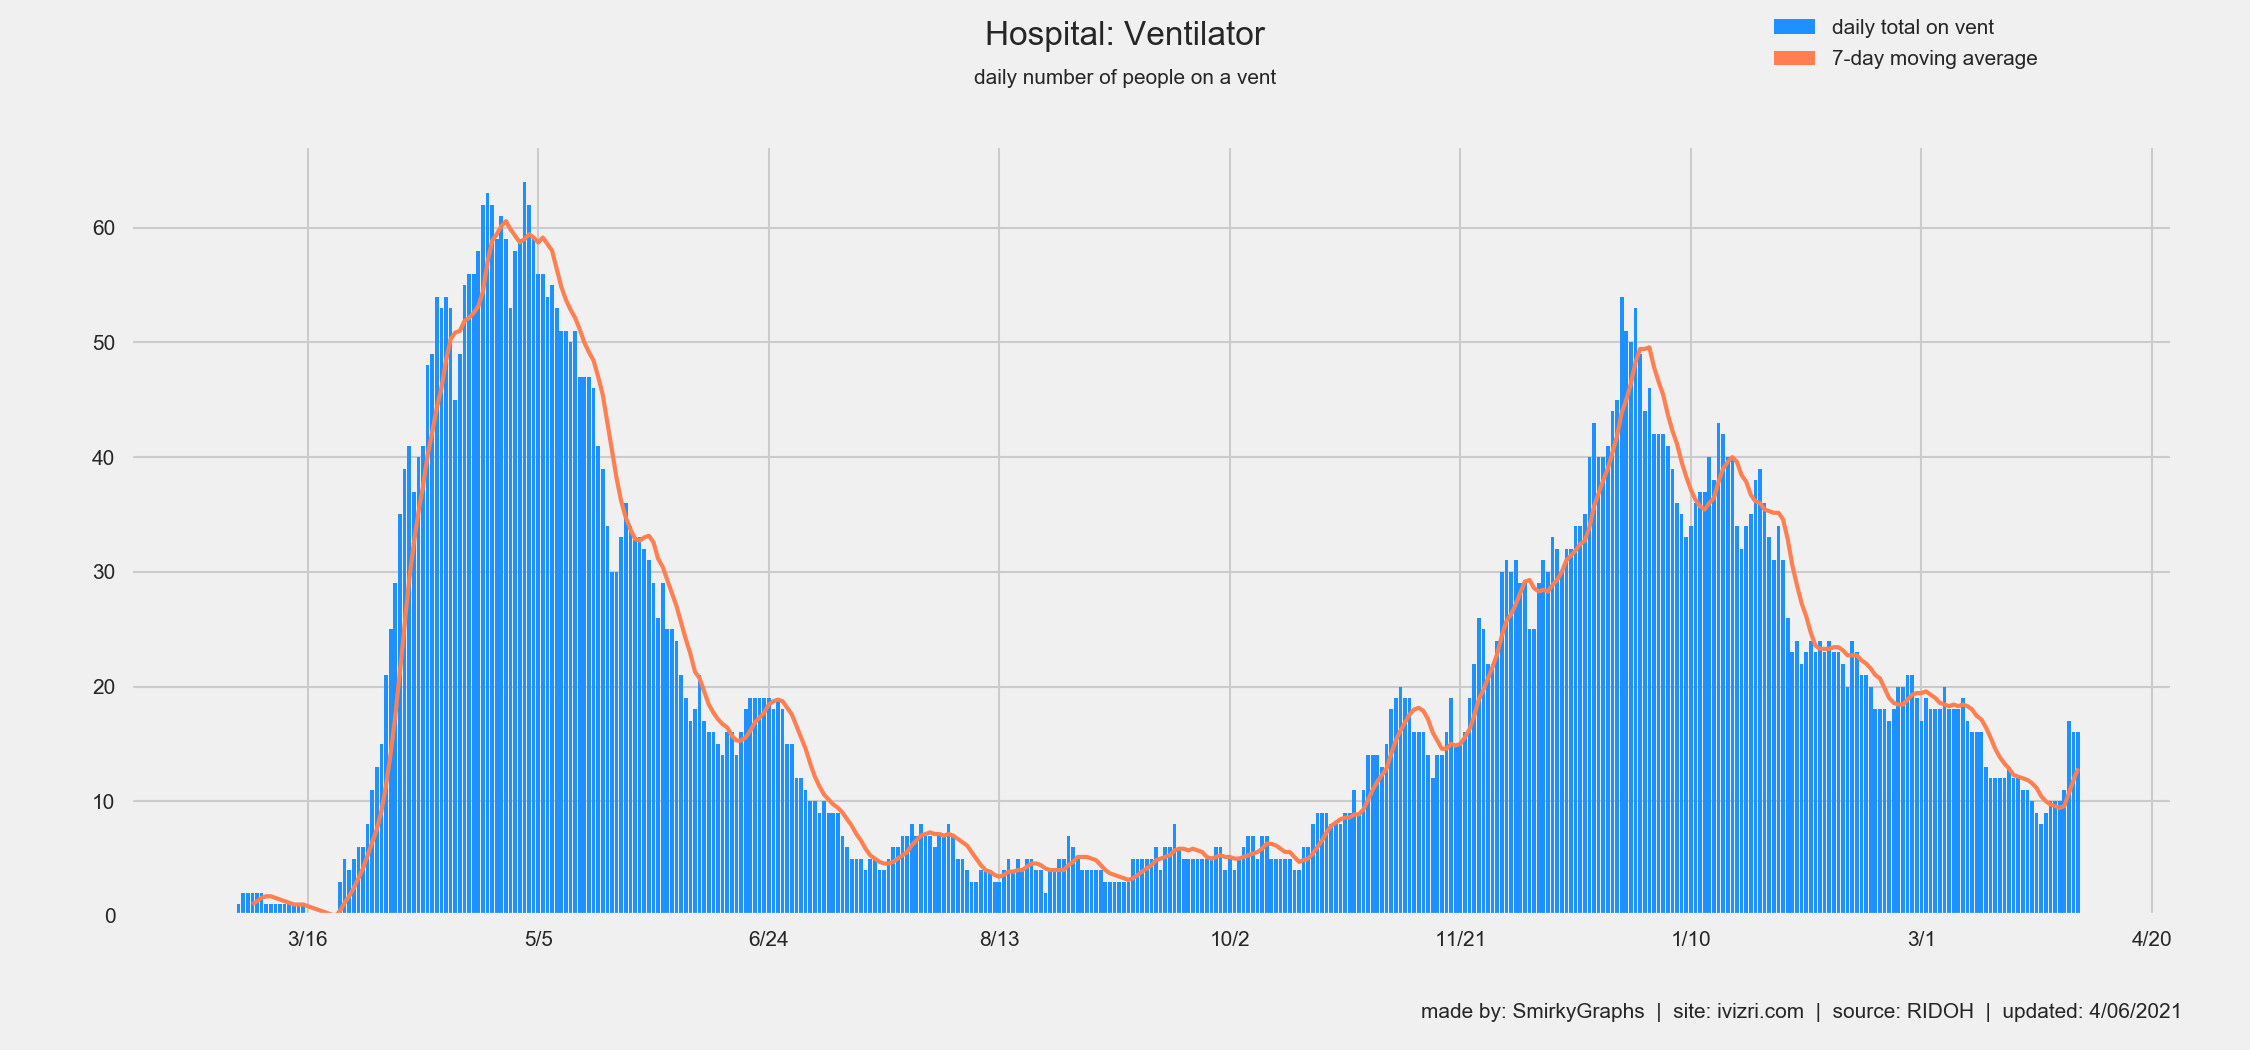 Hospital: Ventilator
daily number of people on a vent
daily total on vent
7-day moving average
60
50
40
30
20
10
0
3/16 5/5 6/24 8/13 10/2 11/21 1/10 3/1 4/20
made by: SmirkyGraphs | site: ivizri.com | source: RIDOH | updated: 4/06/2021